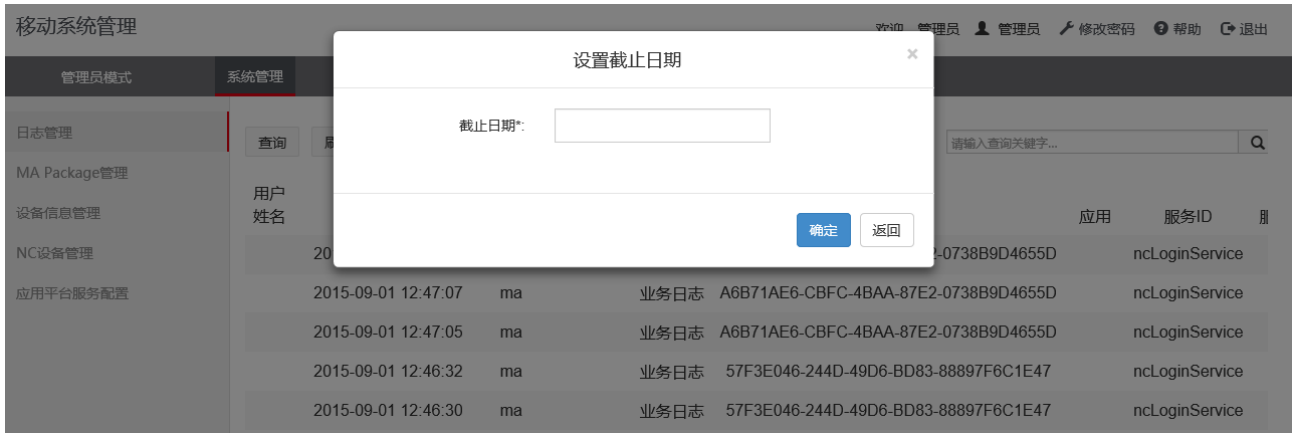 移动系统管理
欢迎 管理员 管理员 修改密码 帮助 退出
设置截止日期
×
管理员模式 系统管理
截止日期*:
日志管理
查询
请输入查询关键字...
MA Package管理
用户
姓名
设备信息管理
应用 服务ID
确定 返回
NC设备管理
20 2-0738B9D4655D ncLoginService
应用平台服务配置
2015-09-01 12:47:07 ma 业务日志 A6B71AE6-CBFC-4BAA-87E2-0738B9D4655D ncLoginService
2015-09-01 12:47:05 ma 业务日志 A6B71AE6-CBFC-4BAA-87E2-0738B9D4655D ncLoginService
2015-09-01 12:46:32 ma 业务日志 57F3E046-244D-49D6-BD83-88897F6C1E47 ncLoginService
2015-09-01 12:46:30 ma 业务日志 57F3E046-244D-49D6-BD83-88897F6C1E47 ncLoginService